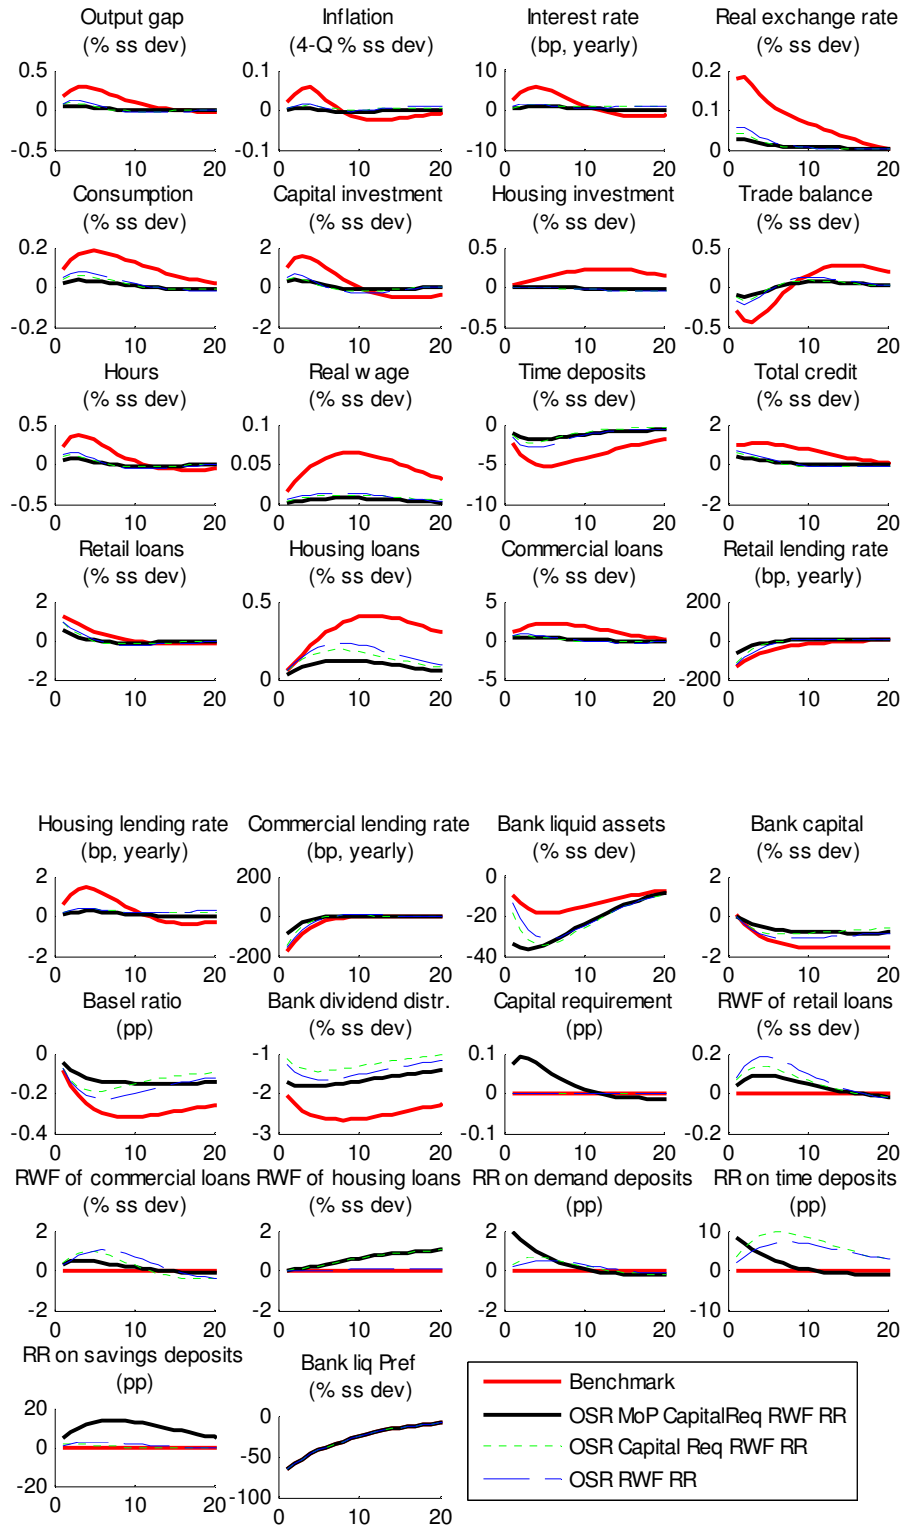 Output gap
(% ss dev)
0.5
0
-0.5
0 10 20
Inflation
(4-Q % ss dev)
0.1
0
-0.1
0 10 20
Interest rate
(bp, yearly)
10
0
-10
0 10 20
Real exchange rate
(% ss dev)
0.2
0.1
0
0 10 20
Consumption
(% ss dev)
0.2
0
-0.2
0 10 20
Capital investment
(% ss dev)
2
0
-2
0 10 20
Housing investment
(% ss dev)
0.5
0
-0.5
0 10 20
Trade balance
(% ss dev)
0.5
0
-0.5
0 10 20
Hours
(% ss dev)
0.5
0
-0.5
0 10 20
Real wage
(% ss dev)
0.1
0.05
0
0 10 20
Time deposits
(% ss dev)
0
-5
-10
0 10 20
Total credit
(% ss dev)
2
0
-2
0 10 20
Retail loans
(% ss dev)
2
0
-2
0 10 20
Housing loans
(% ss dev)
0.5
0
0 10 20
Commercial loans
(% ss dev)
5
0
-5
0 10 20
Retail lending rate
(bp, yearly)
200
0
-200
0 10 20
Housing lending rate
(bp, yearly)
2
0
-2
0 10 20
Commercial lending rate
(bp, yearly)
200
0
-200
0 10 20
Bank liquid assets
(% ss dev)
0
-20
-40
0 10 20
Bank capital
(% ss dev)
2
0
-2
0 10 20
Basel ratio
(pp)
0
-0.2
-0.4
0 10 20
Bank dividend distr.
(% ss dev)
-1
-2
-3
0 10 20
Capital requirement
(pp)
0.1
0
-0.1
0 10 20
RWF of retail loans
(% ss dev)
0.2
0
-0.2
0 10 20
RWF of commercial loans
(% ss dev)
2
0
-2
0 10 20
RWF of housing loans
(% ss dev)
2
0
-2
0 10 20
RR on demand deposits
(pp)
2
0
-2
0 10 20
RR on time deposits
(pp)
10
0
-10
0 10 20
RR on savings deposits
(pp)
20
0
-20
0 10 20
Bank liq Pref
(% ss dev)
0
-50
-100
0 10 20
Benchmark
OSR MoP CapitalReq RWF RR
OSR Capital Req RWF RR
OSR RWF RR